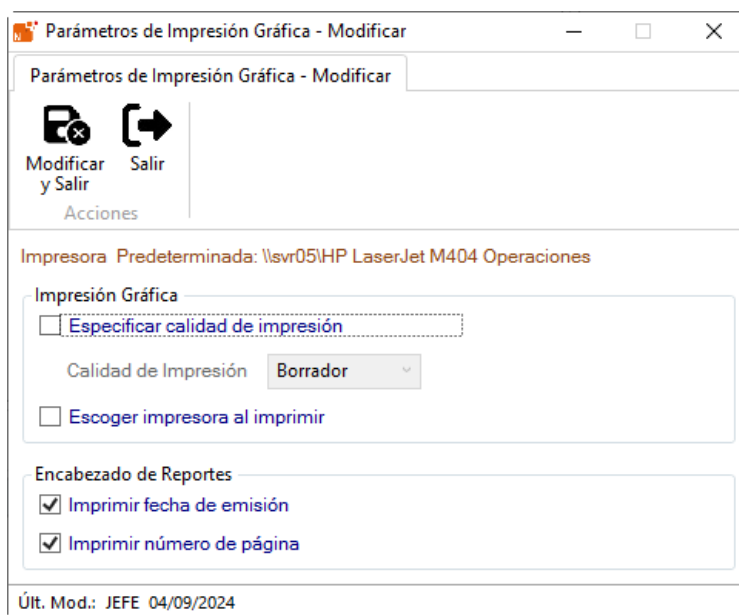 Parámetros de Impresión Gráfica - Modificar
Parámetros de Impresión Gráfica - Modificar
Modificar y Salir
Salir
Acciones
Impresora Predeterminada: \\svr05\HP LaserJet M404 Operaciones
Impresión Gráfica
Especificar calidad de impresión
Calidad de Impresión Borrador
Escoger impresora al imprimir
Encabezado de Reportes
Imprimir fecha de emisión
Imprimir número de página
Últ. Mod.: JEFE 04/09/2024